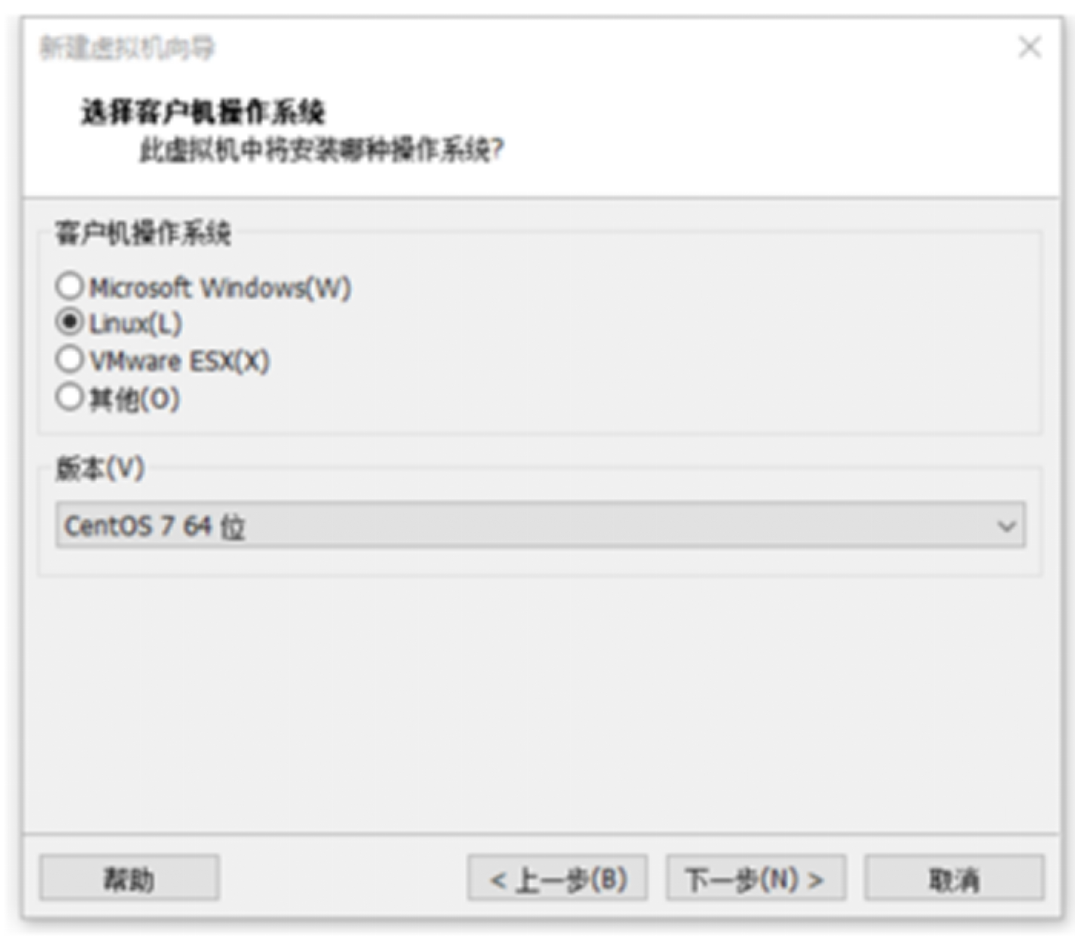 新建虚拟机向导
选择客户机操作系统
此虚拟机中将安装哪种操作系统?
客户机操作系统
Microsoft Windows(W)
Linux(L)
VMware ESX(X)
其他(O)
版本(V)
CentOS 7 64 位
帮助
< 上一步(B)
下一步(N) >
取消